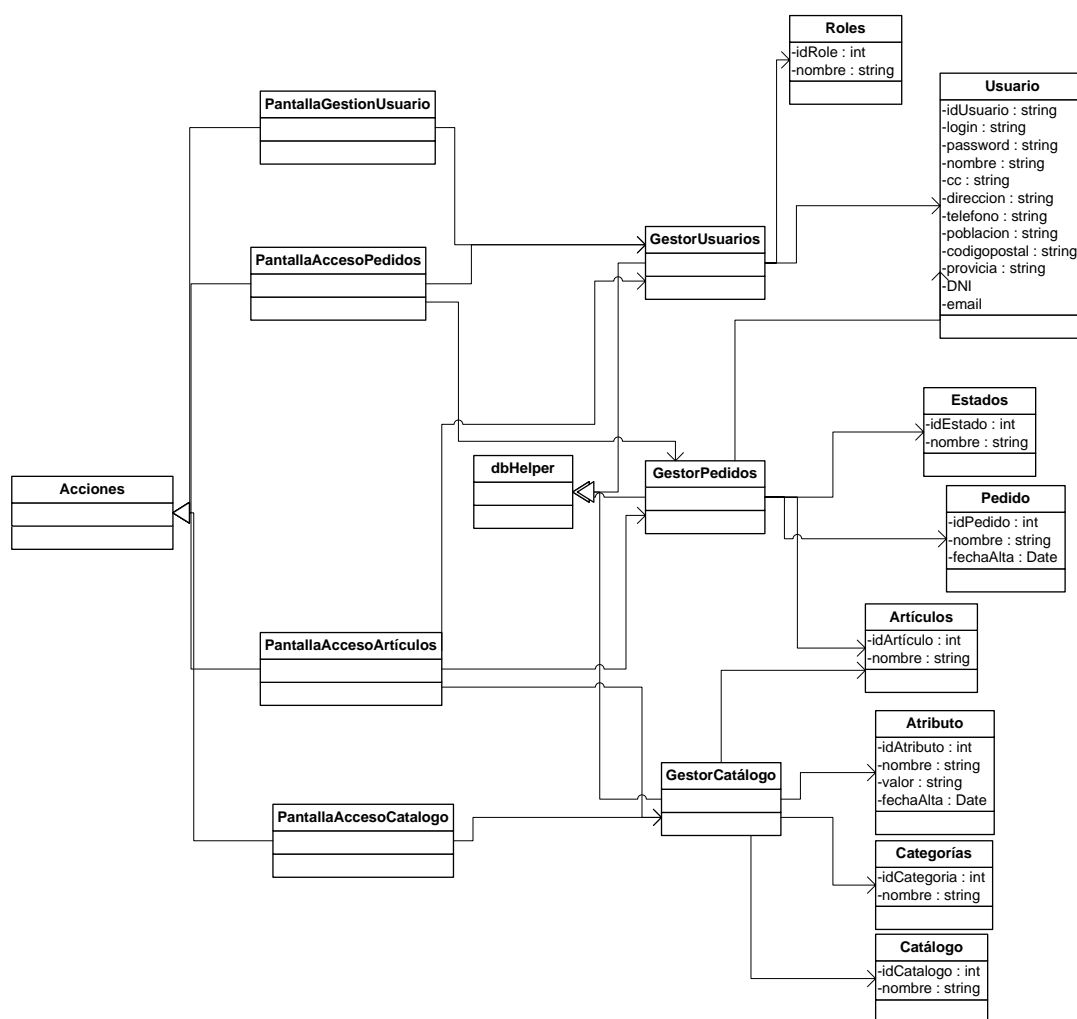 Roles
-idRole : int
-nombre : string
Usuario
-idUsuario : string
-login : string
-password : string
-nombre : string
-cc : string
-direccion : string
-telefono : string
-poblacion : string
-codigopostal : string
-provicia : string
-DNI
-email
PantallaGestionUsuario
GestorUsuarios
PantallaAccesoPedidos
Estados
-idEstado : int
-nombre : string
dbHelper
GestorPedidos
Acciones
Pedido
-idPedido : int
-nombre : string
-fechaAlta : Date
Artículos
-idArtículo : int
-nombre : string
PantallaAccesoArtículos
Atributo
-idAtributo : int
-nombre : string
-valor : string
-fechaAlta : Date
GestorCatálogo
PantallaAccesoCatalogo
Categorías
-idCategoria : int
-nombre : string
Catálogo
-idCatalogo : int
-nombre : string